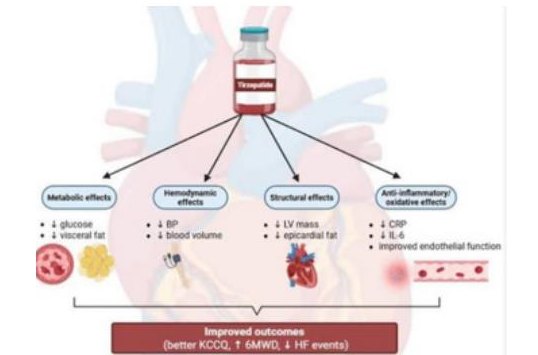 Tirzepatide
Metabolic effects
Hemodynamic
effects
Structural effects
Anti-inflammatory/
oxidative effects
• ↓ glucose
• ↓ visceral fat
• ↓ BP
• ↓ blood volume
• ↓ LV mass
• ↓ epicardial fat
• ↓ CRP
• ↓ IL-6
• Improved endothelial function
Improved outcomes
(better KCCQ, ↑ 6MWD, ↓ HF events)